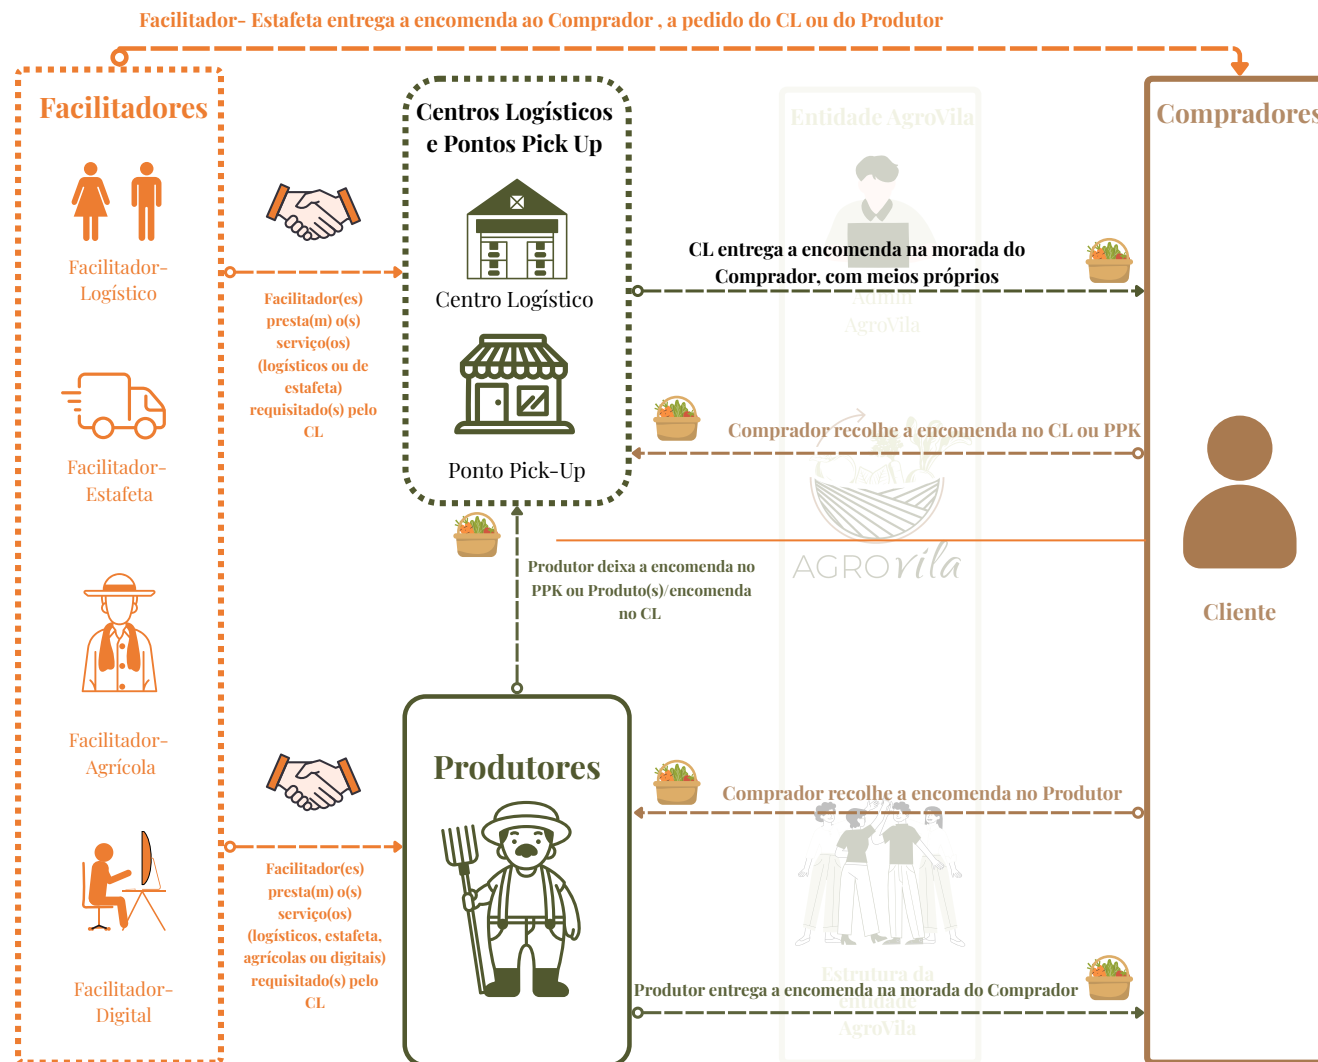 Facilitador- Estafeta entrega a encomenda ao Comprador , a pedido do CL ou do Produtor
Facilitadores
Facilitador-
Logístico
Facilitador-
Estafeta
Facilitador-
Agrícola
Facilitador-
Digital
Facilitador(es)
presta(m) o(s)
serviço(os)
(logísticos ou de
estafeta)
requisitado(s) pelo
CL
Facilitador(es)
presta(m) o(s)
serviço(os)
(logísticos, estafeta,
agrícolas ou digitais)
requisitado(s) pelo
CL
Centros Logísticos
e Pontos Pick Up
Centro Logístico
Ponto Pick-Up
Produtor deixa a encomenda no
PPK ou Produto(s)/encomenda
no CL
Produtores
Entidade AgroVila
CL entrega a encomenda na morada do
Comprador, com meios próprios
Admin
AgroVila
Comprador recolhe a encomenda no CL ou PPK
AGROvila
Comprador recolhe a encomenda no Produtor
Estrutura da
Produtor entrega a encomenda na morada do Comprador
entidade
AgroVila
Compradores
Cliente